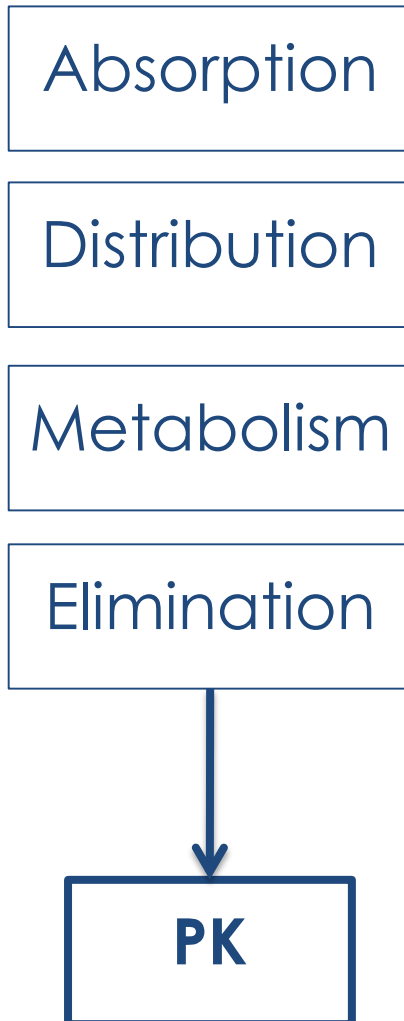 Absorption
Distribution
Metabolism
Elimination
PK